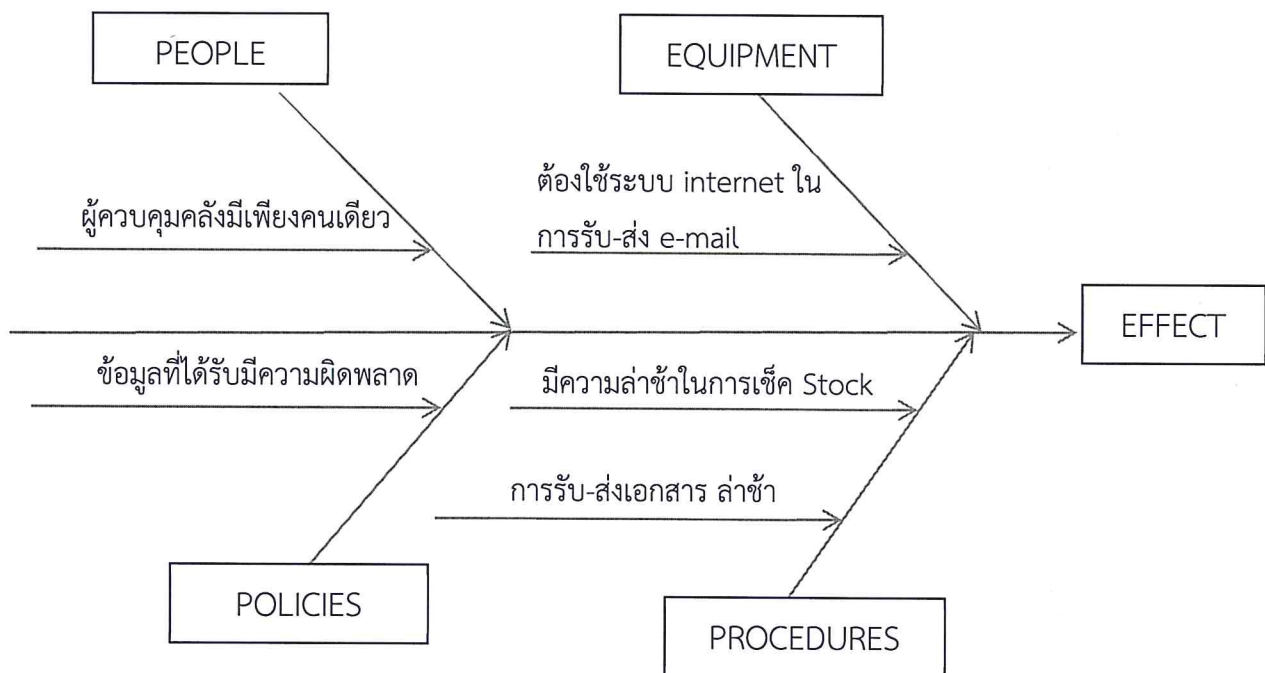 PEOPLE
EQUIPMENT
ผู้ควบคุมคลังมีเพียงคนเดียว
ต้องใช้ระบบ internet ใน
การรับ-ส่ง e-mail
EFFECT
ข้อมูลที่ได้รับมีความผิดพลาด
มีความล่าช้าในการเช็ค Stock
การรับ-ส่งเอกสาร ล่าช้า
POLICIES
PROCEDURES